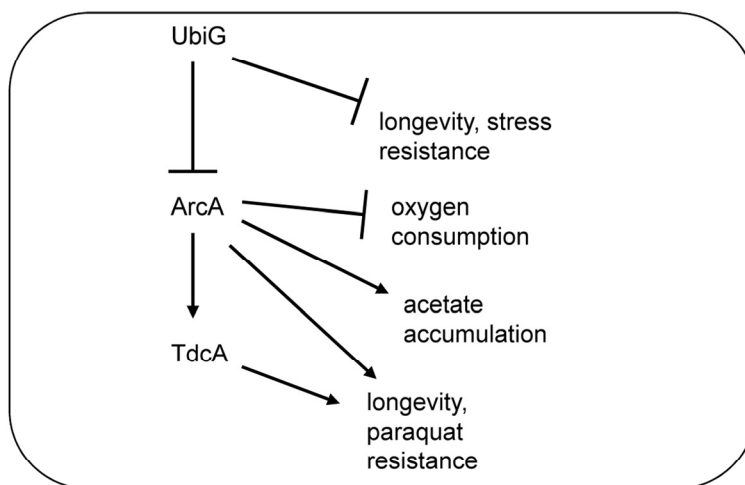 UbiG
longevity, stress
resistance
ArcA
oxygen
consumption
acetate
accumulation
TdcA
longevity,
paraquat
resistance